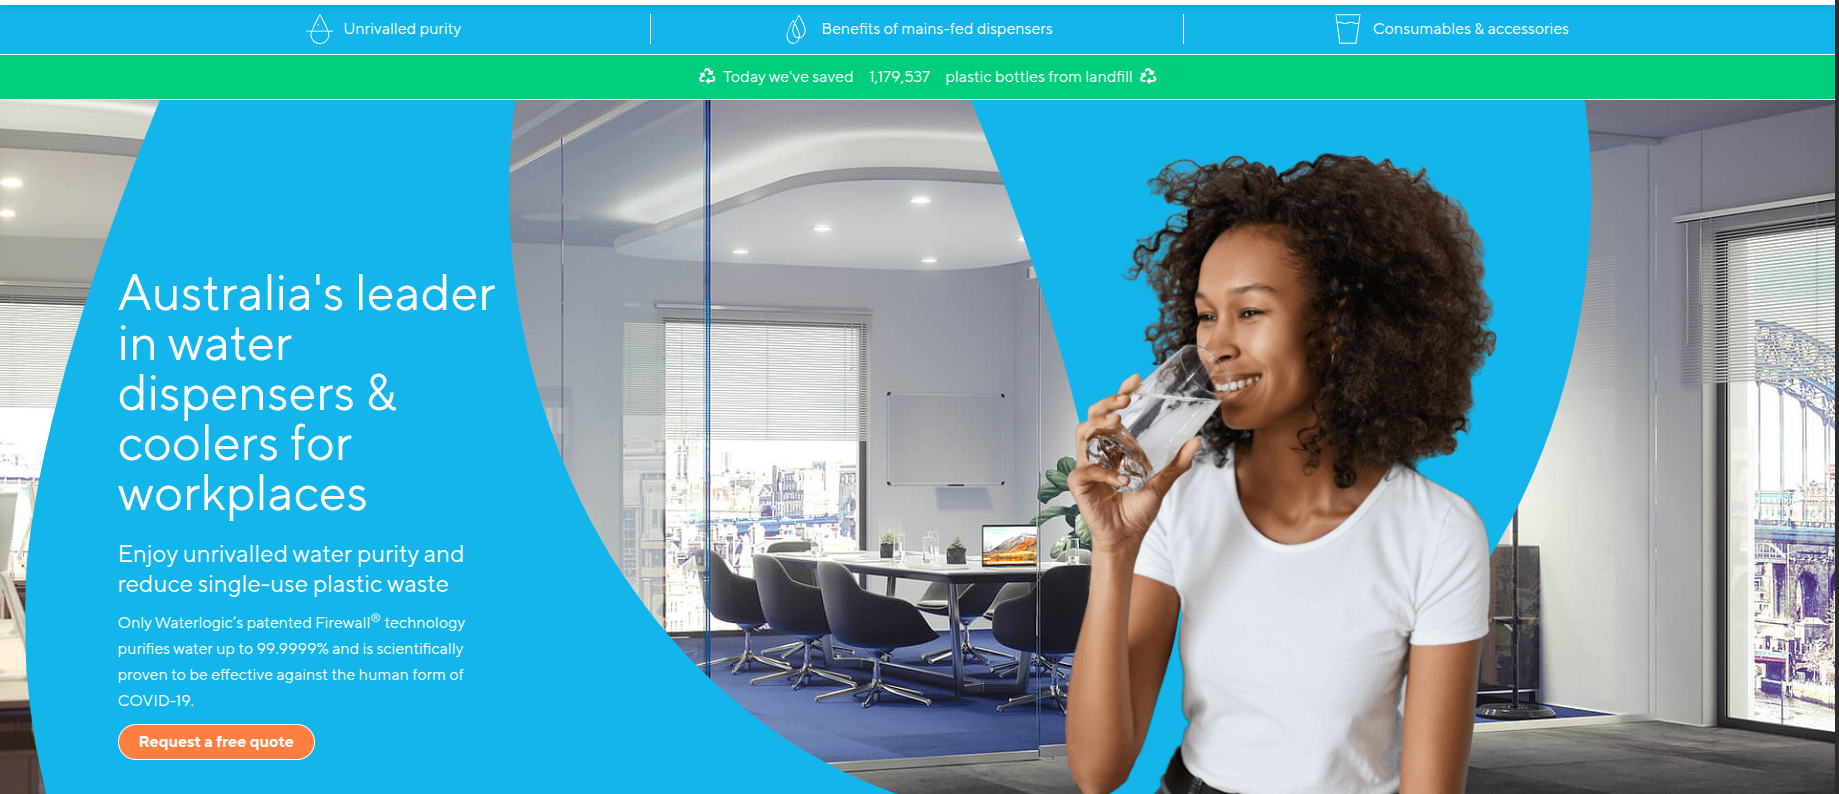 Unrivalled purity
Benefits of mains-fed dispensers
Consumables & accessories
Today we've saved 1,179,537 plastic bottles from landfill
Australia's leader
in water
dispensers &
coolers for
workplaces
Enjoy unrivalled water purity and
reduce single-use plastic waste
Only Waterlogic’s patented Firewall® technology
purifies water up to 99.9999% and is scientifically
proven to be effective against the human form of
COVID-19.
Request a free quote